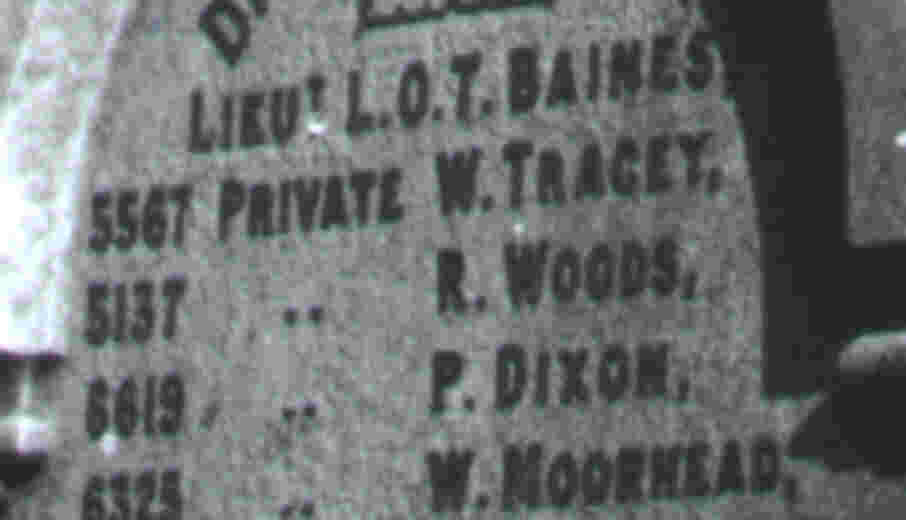 LIEUT L.O.T. BAINES,
5567 PRIVATE W. TRACEY,
5137 " R. WOODS,
6619 " P. DIXON,
6325 " W. MOORHEAD,